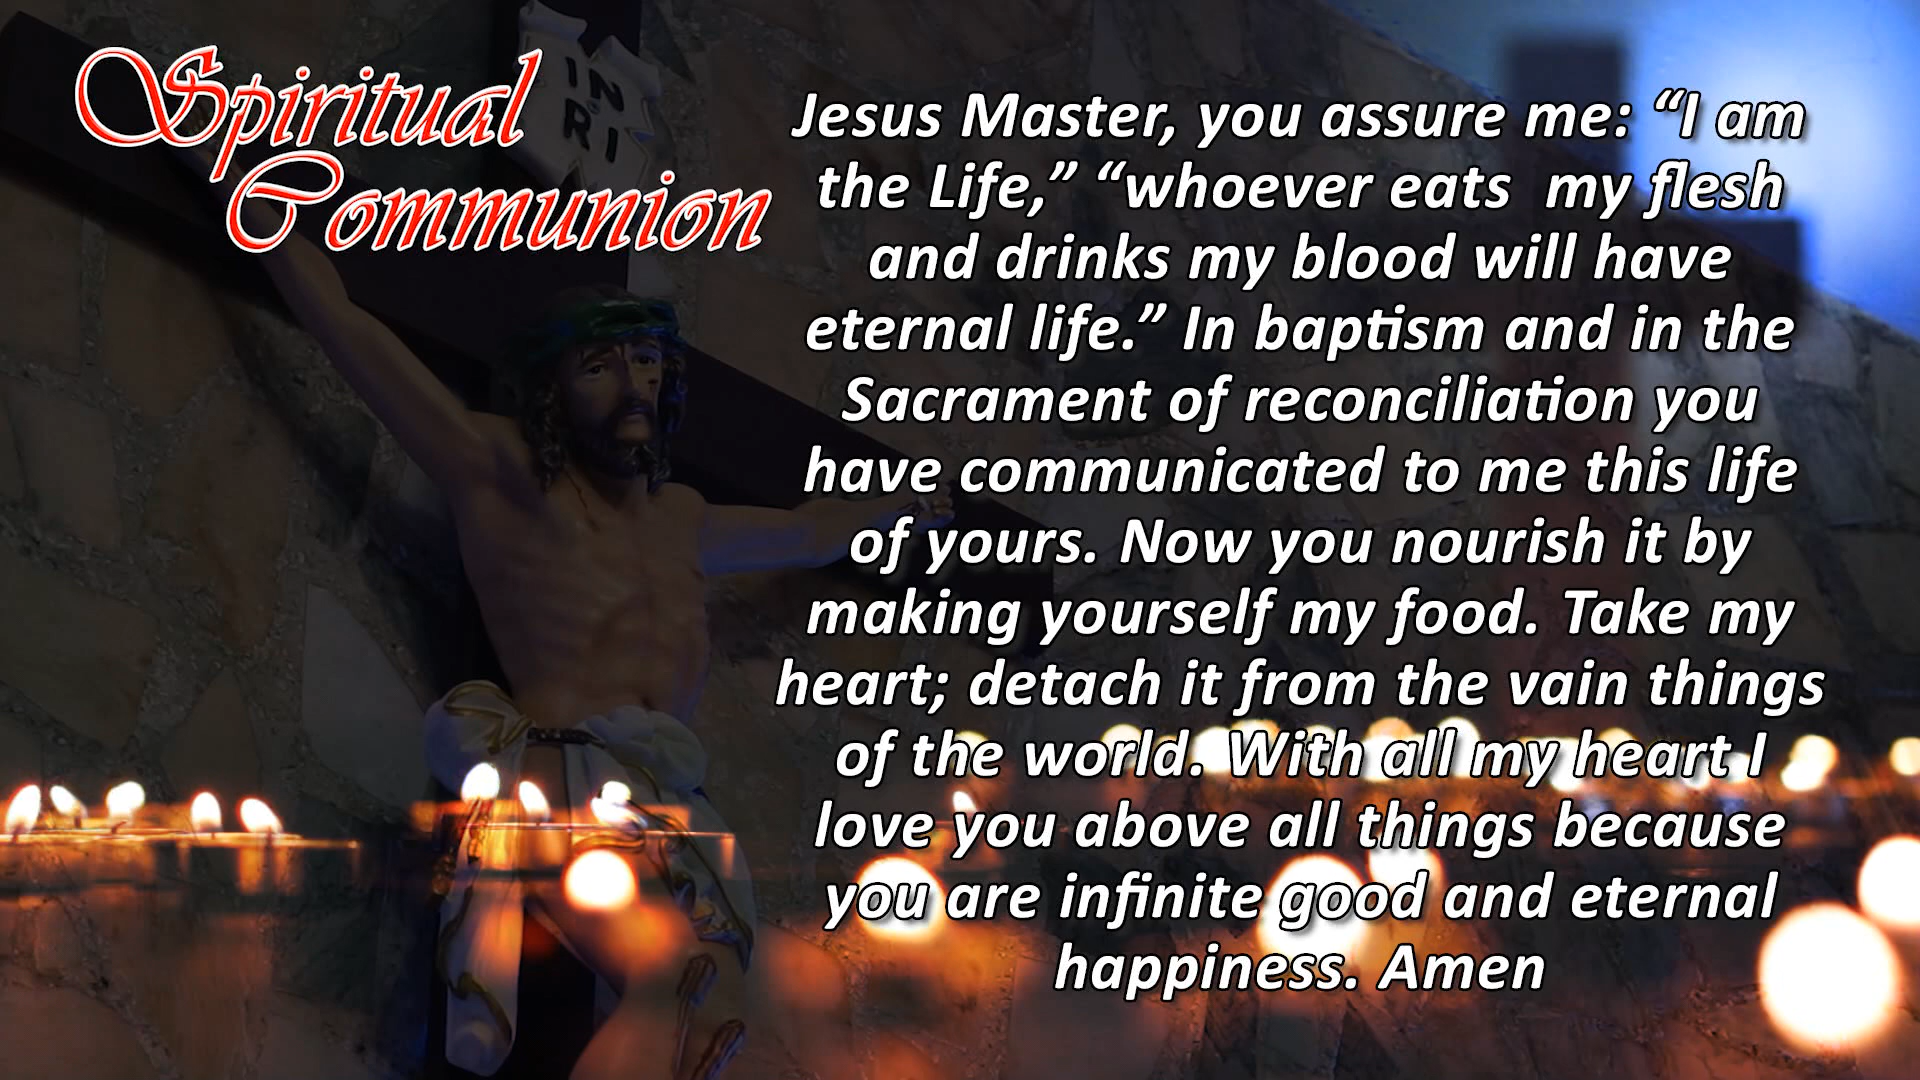 Spiritual
Communion
IN
RI
Jesus Master, you assure me: “I am
the Life,” “whoever eats  my flesh
and drinks my blood will have
eternal life.” In baptism and in the
Sacrament of reconciliation you
have communicated to me this life
of yours. Now you nourish it by
making yourself my food. Take my
heart; detach it from the vain things
of the world. With all my heart I
love you above all things because
you are infinite good and eternal
happiness. Amen